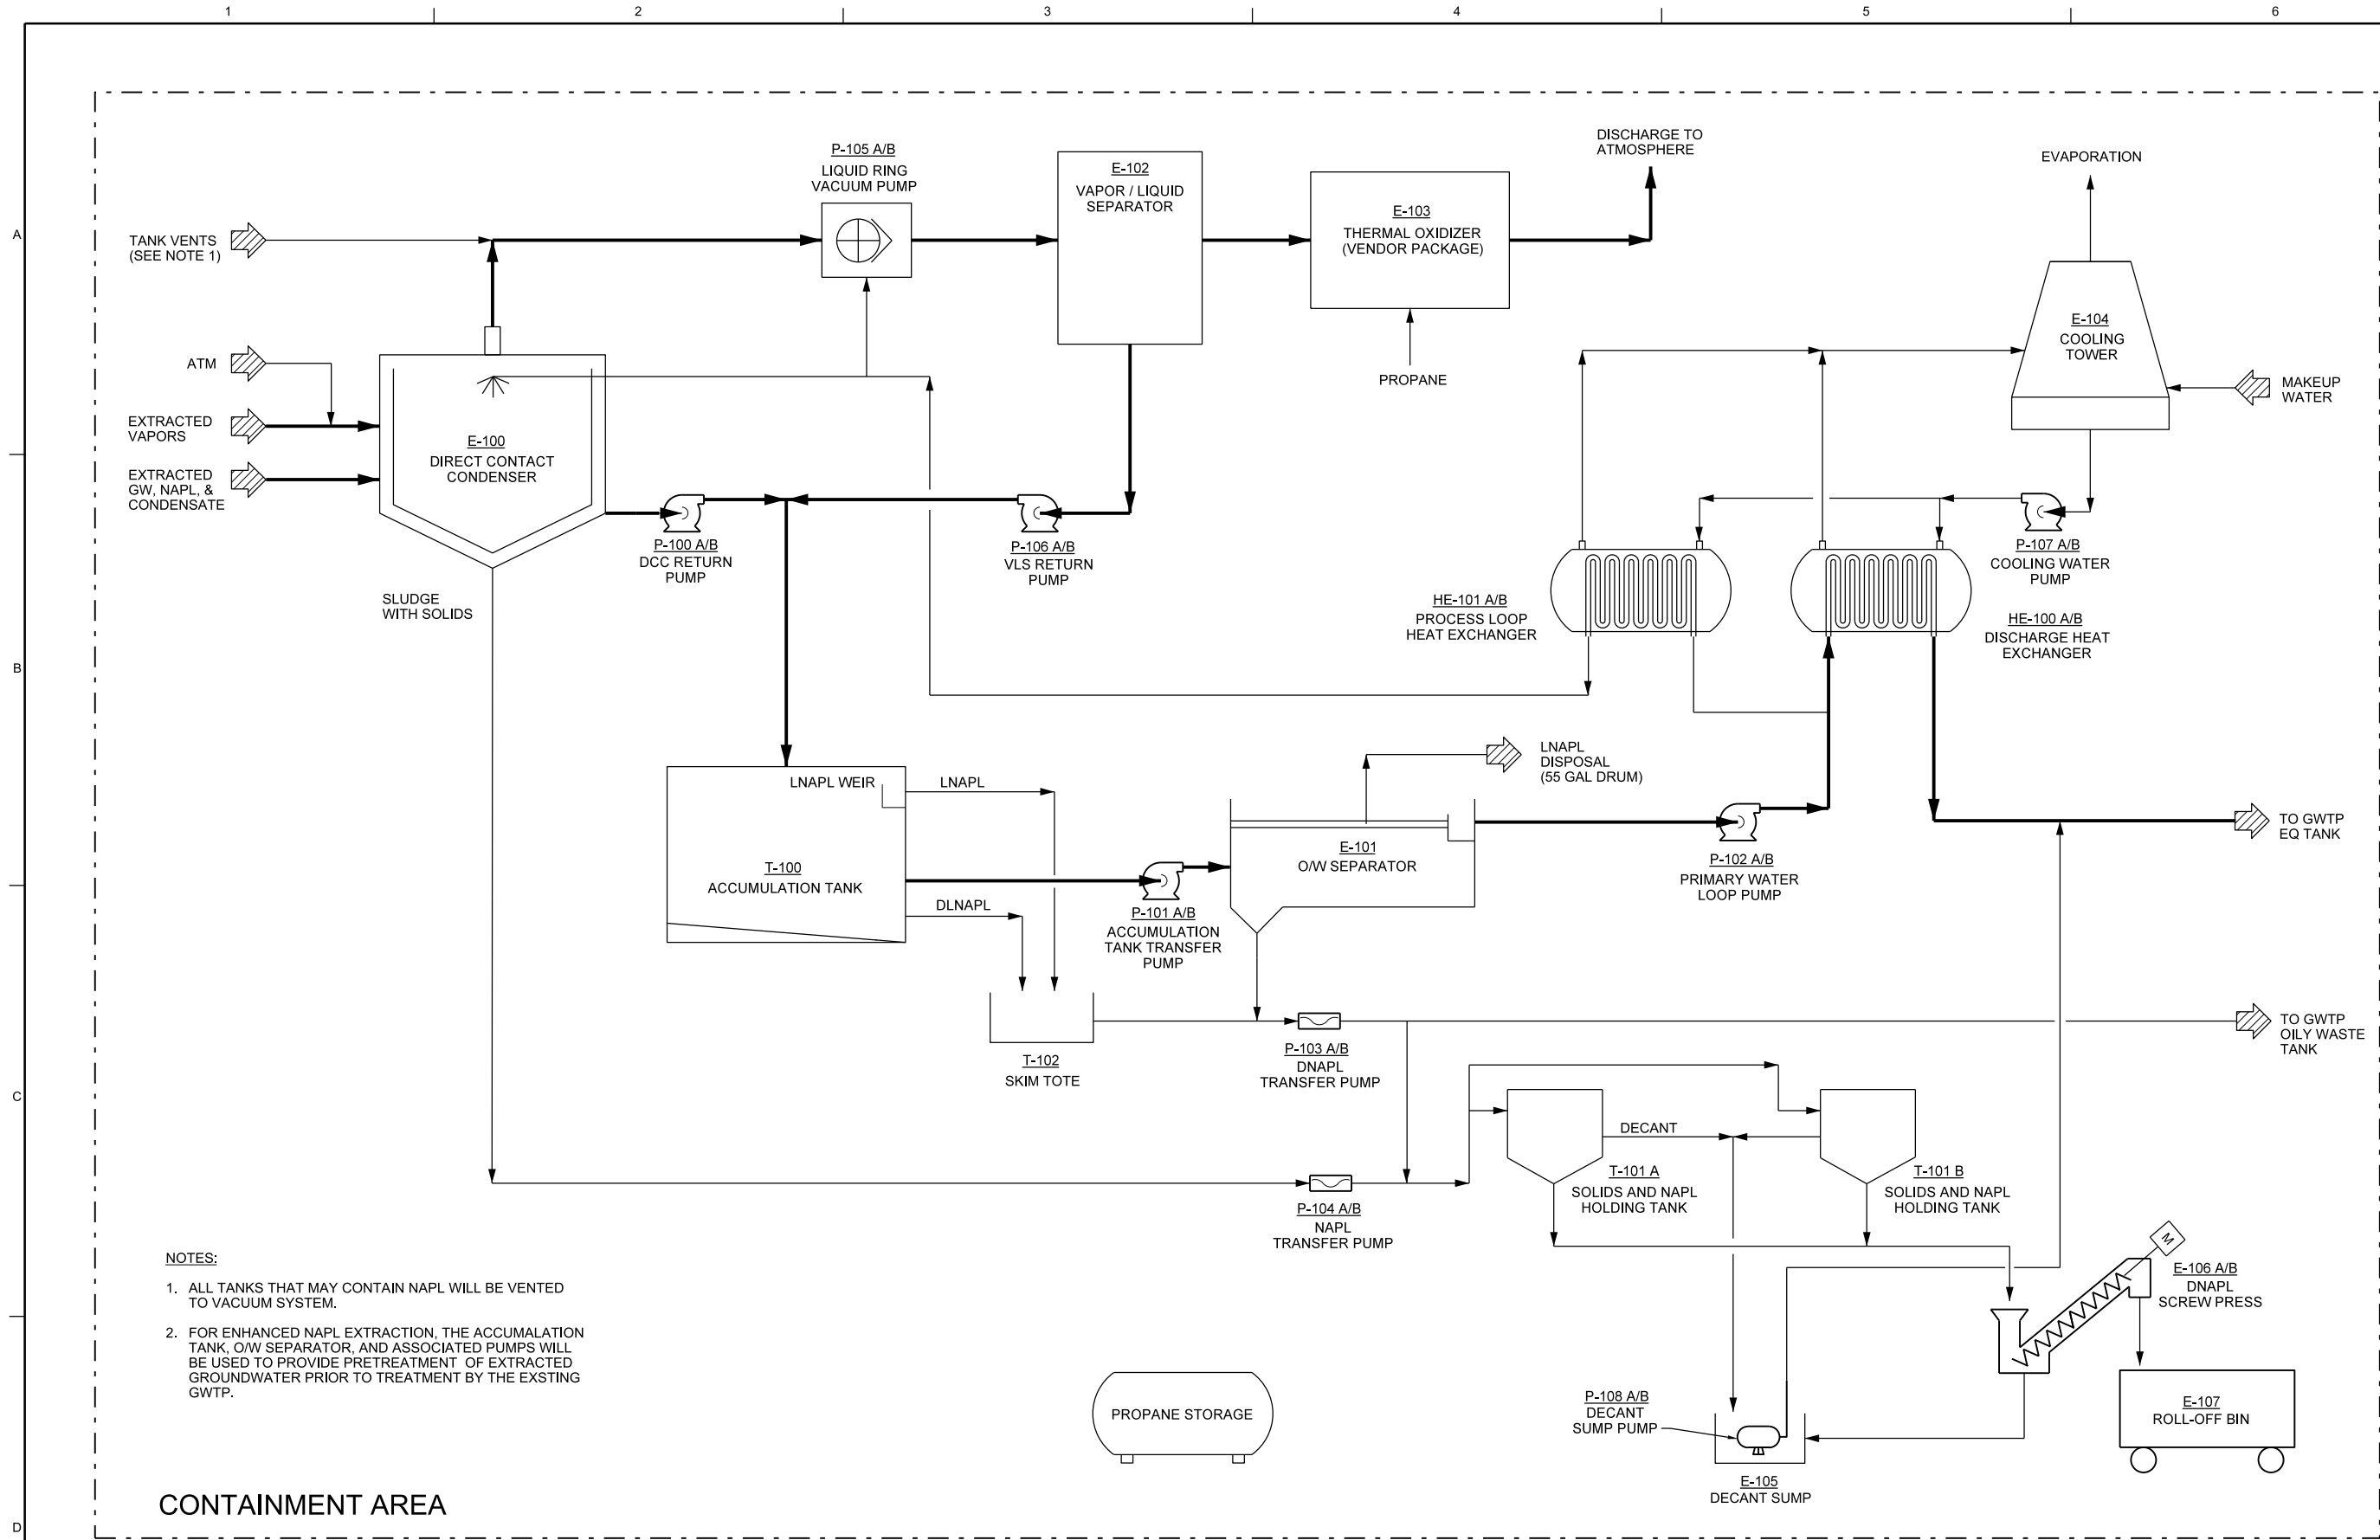 1
2
3
4
5
6
A
B
C
D
P-105 A/B
LIQUID RING
VACUUM PUMP
E-102
VAPOR / LIQUID
SEPARATOR
DISCHARGE TO
ATMOSPHERE
E-103
THERMAL OXIDIZER
(VENDOR PACKAGE)
EVAPORATION
TANK VENTS
(SEE NOTE 1)
E-104
COOLING
TOWER
ATM
PROPANE
MAKEUP
WATER
EXTRACTED
VAPORS
E-100
DIRECT CONTACT
CONDENSER
EXTRACTED
GW, NAPL, &
CONDENSATE
P-100 A/B
DCC RETURN
PUMP
P-106 A/B
VLS RETURN
PUMP
P-107 A/B
COOLING WATER
PUMP
SLUDGE
WITH SOLIDS
HE-101 A/B
PROCESS LOOP
HEAT EXCHANGER
HE-100 A/B
DISCHARGE HEAT
EXCHANGER
LNAPL
DISPOSAL
(55 GAL DRUM)
LNAPL WEIR
LNAPL
T-100
ACCUMULATION TANK
DLNAPL
E-101
O/W SEPARATOR
P-101 A/B
ACCUMULATION
TANK TRANSFER
PUMP
P-102 A/B
PRIMARY WATER
LOOP PUMP
TO GWTP
EQ TANK
T-102
SKIM TOTE
P-103 A/B
DNAPL
TRANSFER PUMP
TO GWTP
OILY WASTE
TANK
DECANT
T-101 A
SOLIDS AND NAPL
HOLDING TANK
T-101 B
SOLIDS AND NAPL
HOLDING TANK
P-104 A/B
NAPL
TRANSFER PUMP
M
E-106 A/B
DNAPL
SCREW PRESS
NOTES:
1. ALL TANKS THAT MAY CONTAIN NAPL WILL BE VENTED
TO VACUUM SYSTEM.
2. FOR ENHANCED NAPL EXTRACTION, THE ACCUMALATION
TANK, O/W SEPARATOR, AND ASSOCIATED PUMPS WILL
BE USED TO PROVIDE PRETREATMENT OF EXTRACTED
GROUNDWATER PRIOR TO TREATMENT BY THE EXSTING
GWTP.
PROPANE STORAGE
P-108 A/B
DECANT
SUMP PUMP
E-107
ROLL-OFF BIN
E-105
DECANT SUMP
CONTAINMENT AREA